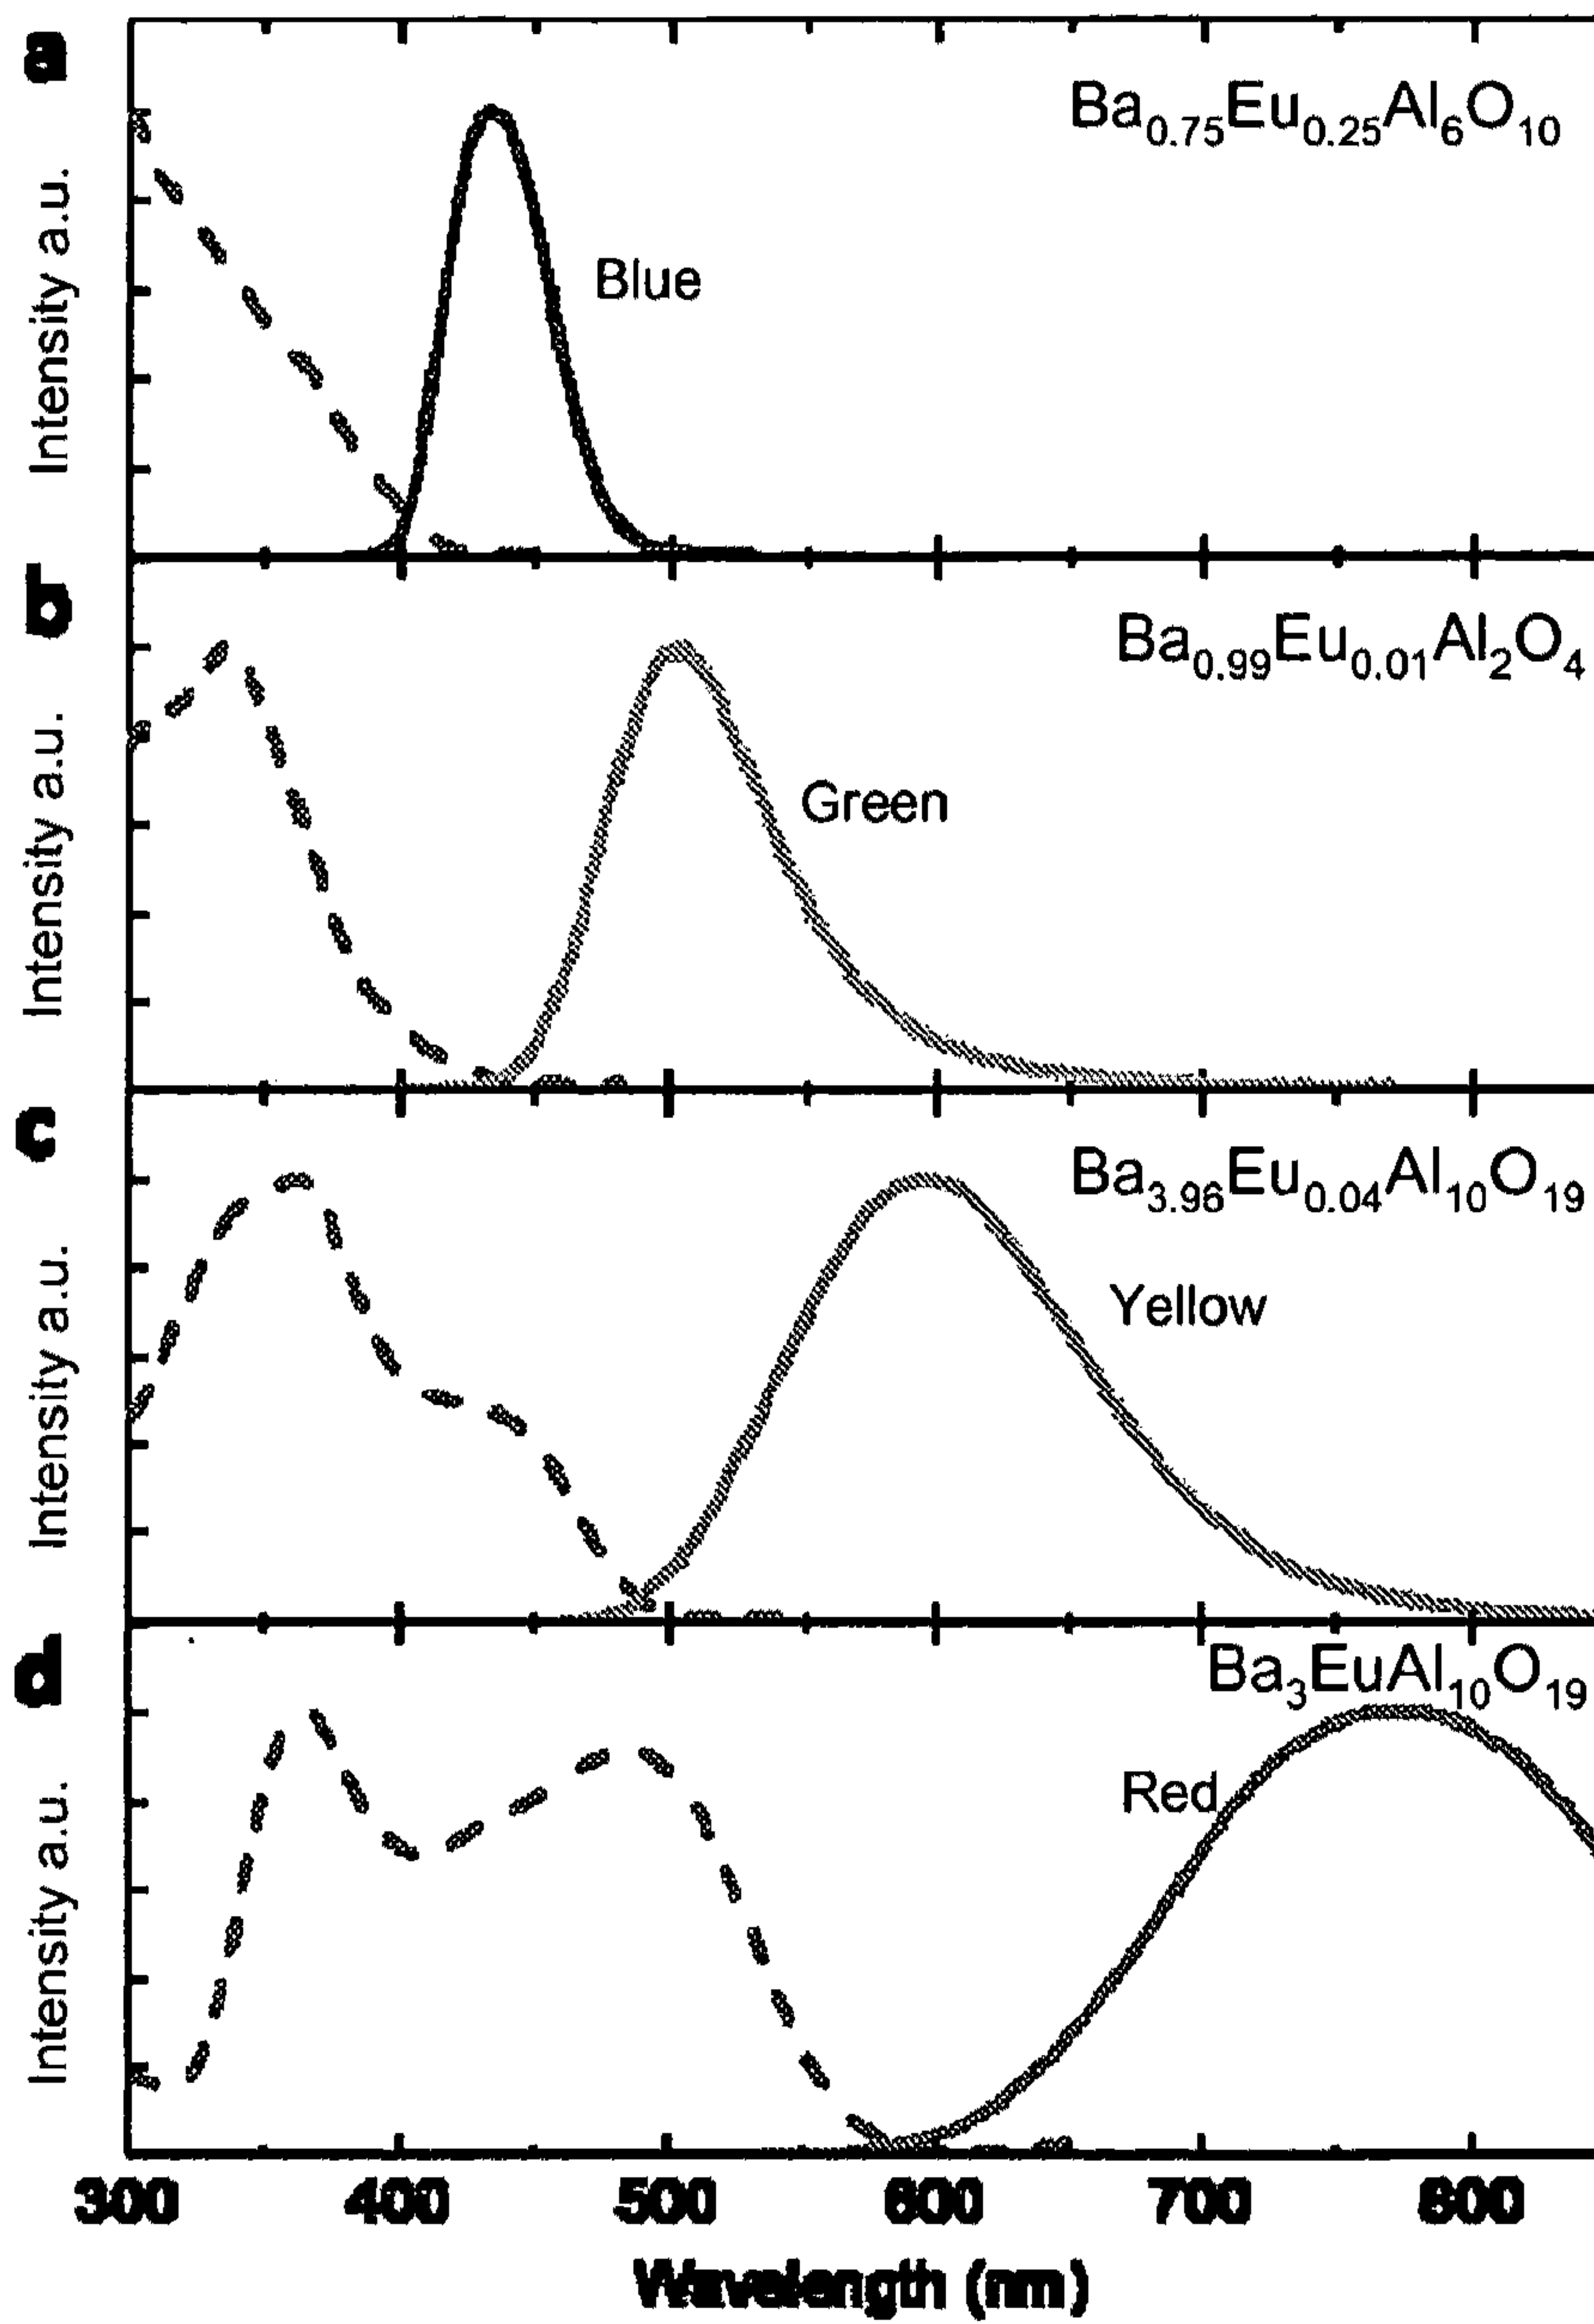 a
Intensity a.u.
Ba₀.₇₅Eu₀.₂₅Al₆O₁₀
Blue
b
Intensity a.u.
Ba₀.₉₉Eu₀.₀₁Al₂O₄
Green
c
Intensity a.u.
Ba₃.₉₆Eu₀.₀₄Al₁₀O₁₉
Yellow
d
Intensity a.u.
Ba₃EuAl₁₀O₁₉
Red
300 400 500 600 700 800
Wavelength (nm)